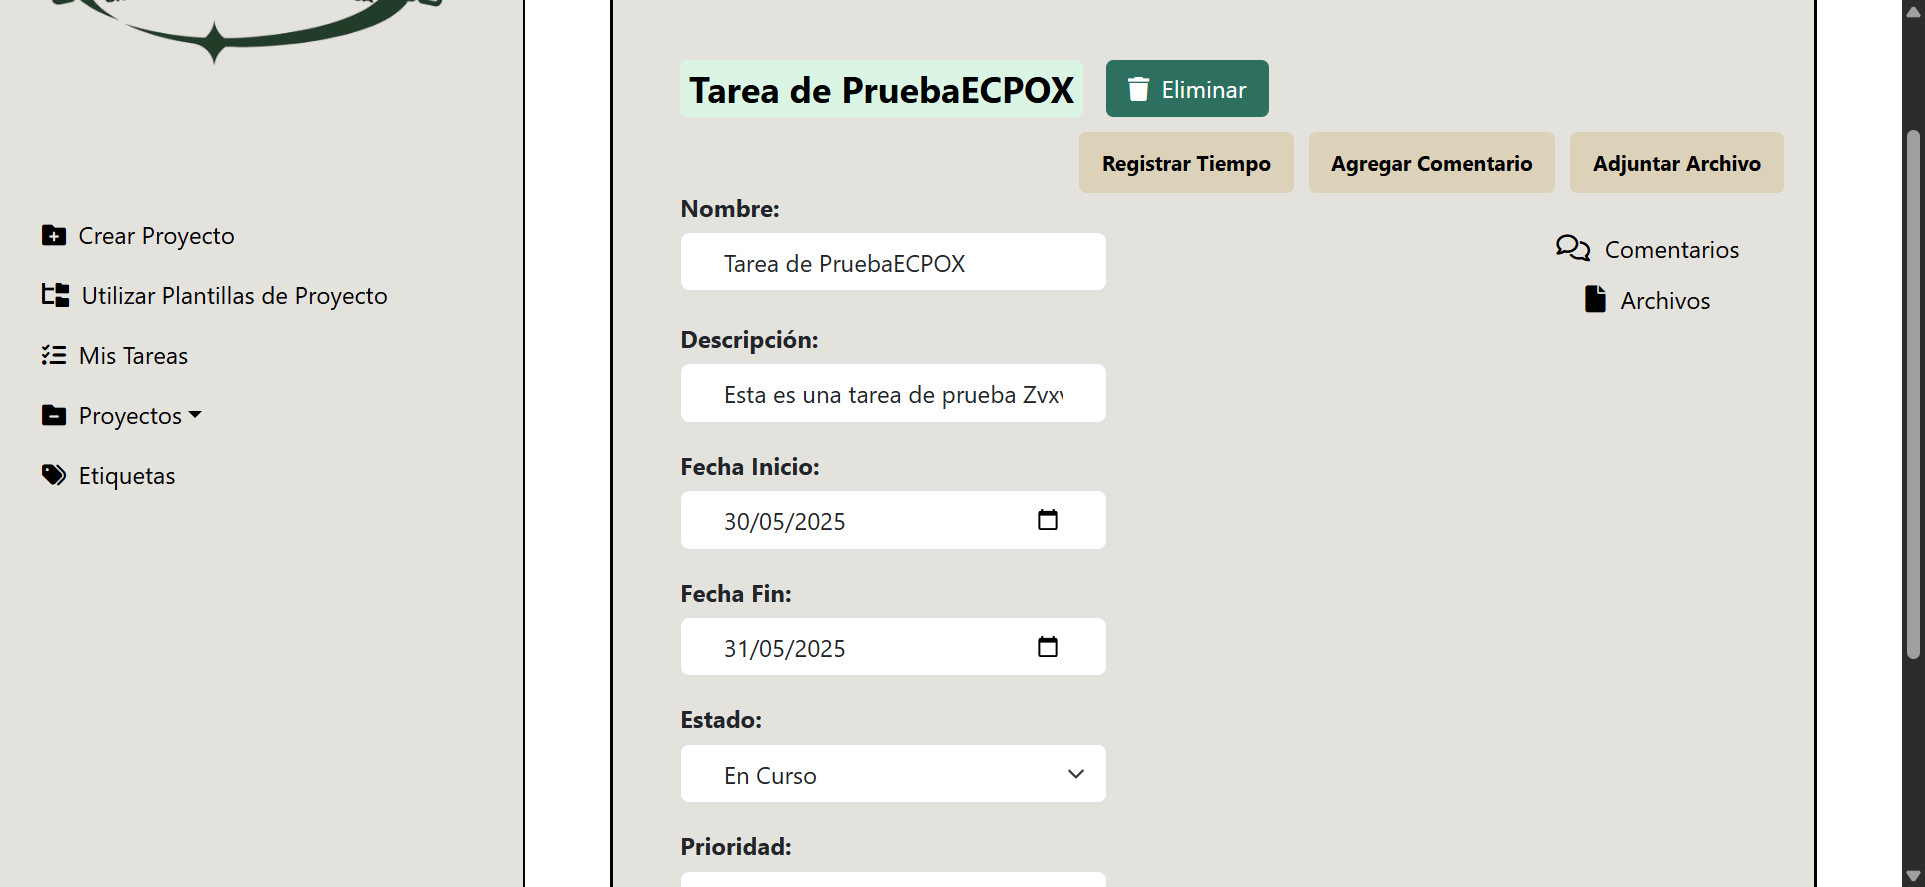 Crear Proyecto
Utilizar Plantillas de Proyecto
Mis Tareas
Proyectos
Etiquetas
Tarea de PruebaECPOX
Eliminar
Registrar Tiempo
Agregar Comentario
Adjuntar Archivo
Nombre:
Tarea de PruebaECPOX
Comentarios
Archivos
Descripción:
Esta es una tarea de prueba
Fecha Inicio:
30/05/2025
Fecha Fin:
31/05/2025
Estado:
En Curso
Prioridad: